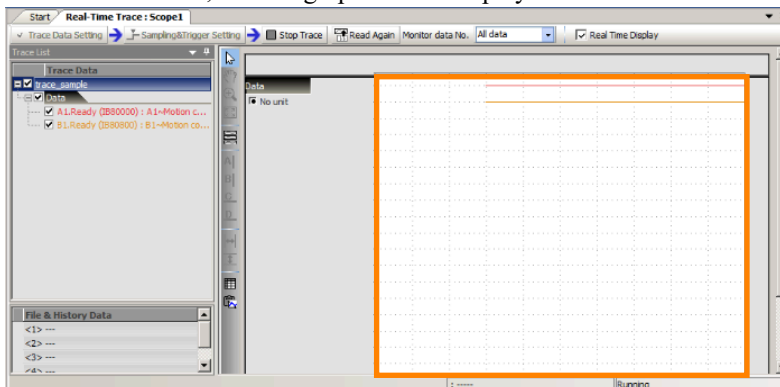 Start Real-Time Trace : Scope1
Trace Data Setting Sampling&Trigger Setting Stop Trace Read Again Monitor data No. All data Real Time Display
Trace List
Trace Data
trace_sample
Data
A1.Ready (IB80000) : A1~Motion c...
B1.Ready (IB80800) : B1~Motion co...
Data
No unit
A
B
C
D
File & History Data
<1> ---
<2> ---
<3> ---
<4> ---
: -----
Running